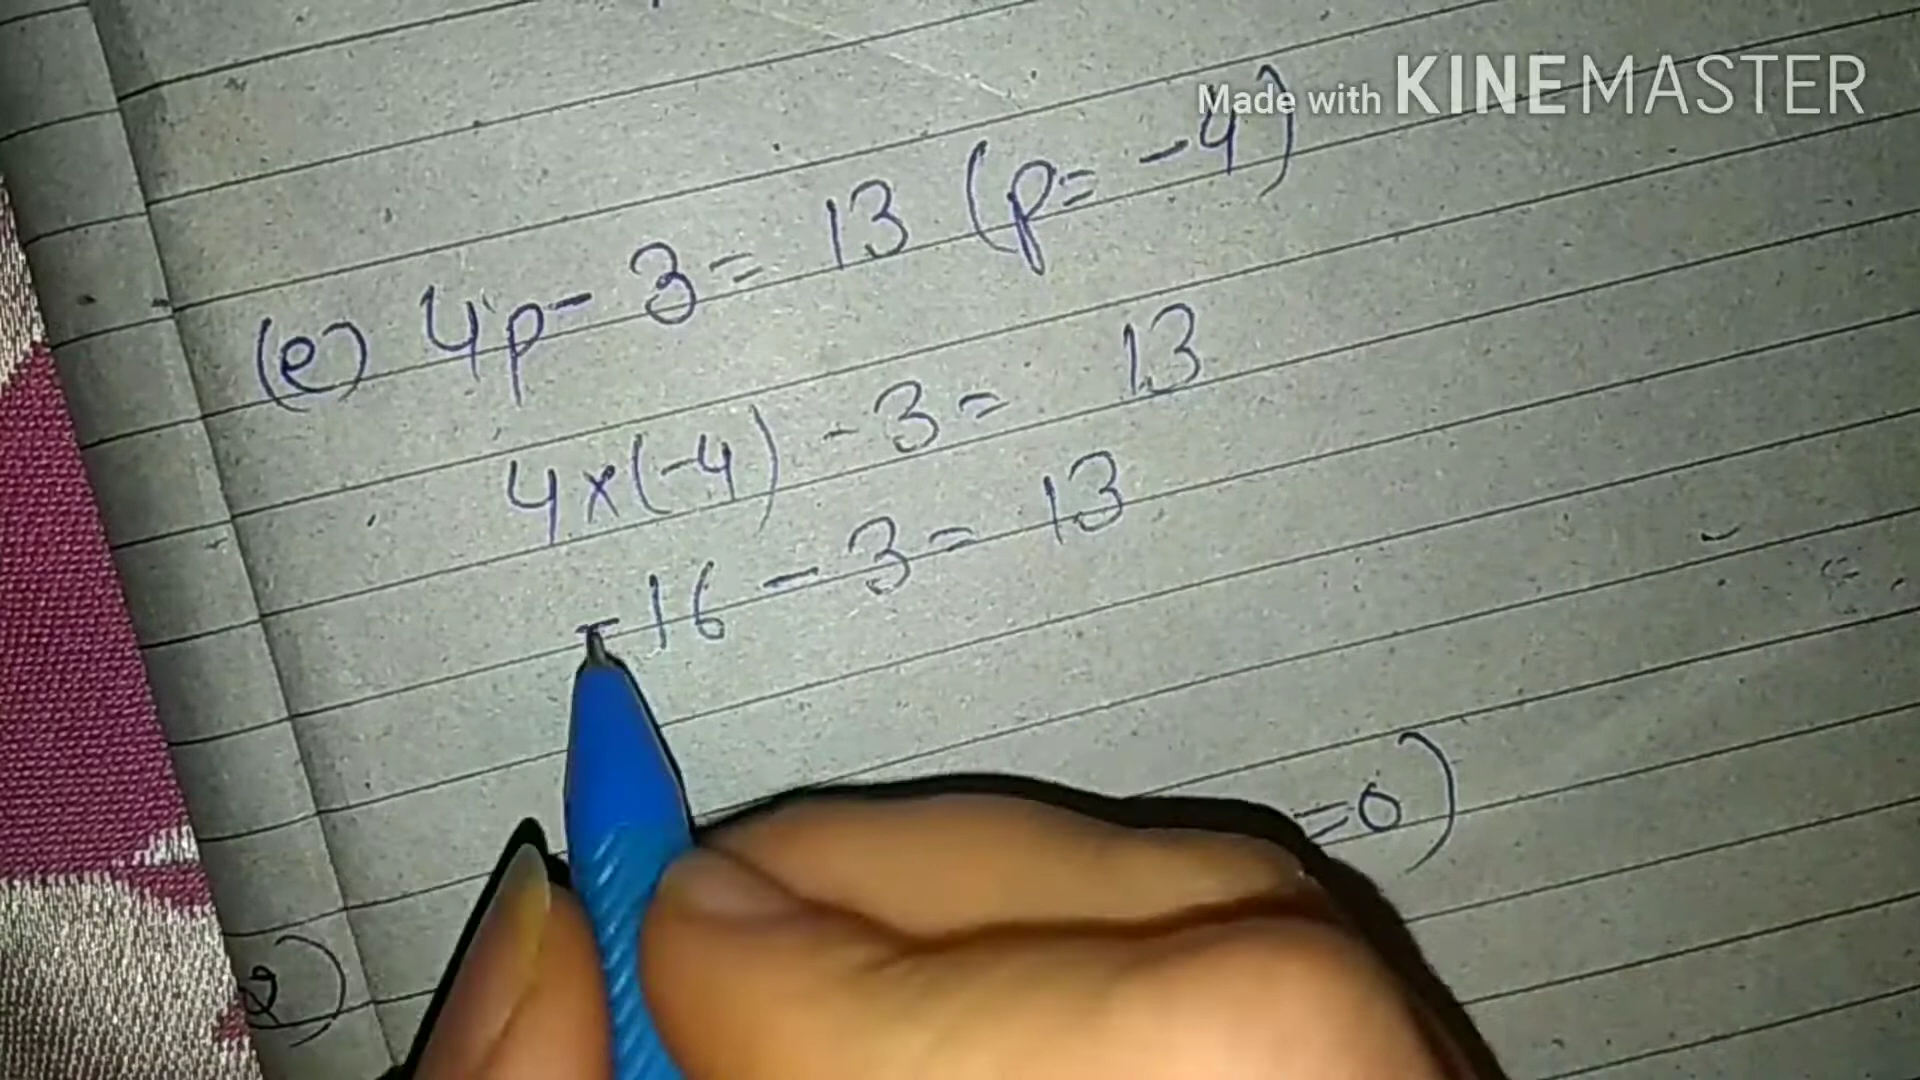 Made with KINEMASTER
(e) 4p - 3 = 13 (p = -4)
4 × (-4) - 3 = 13
-16 - 3 = 13
= 0)